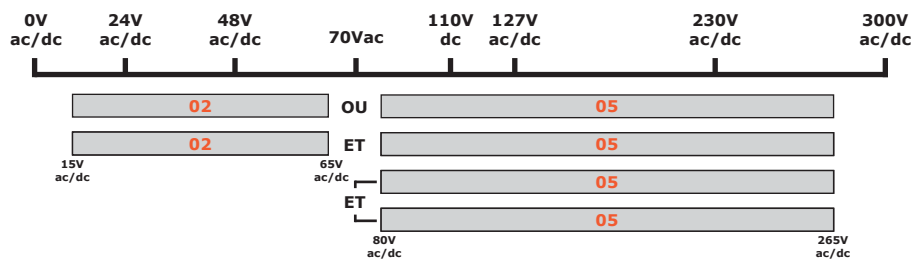 0V 24V 48V 70Vac 110V 127V 230V 300V
ac/dc ac/dc ac/dc dc ac/dc ac/dc ac/dc
02 OU 05
02 ET 05
15V 65V
ac/dc ac/dc
05
ET
05
80V 265V
ac/dc ac/dc